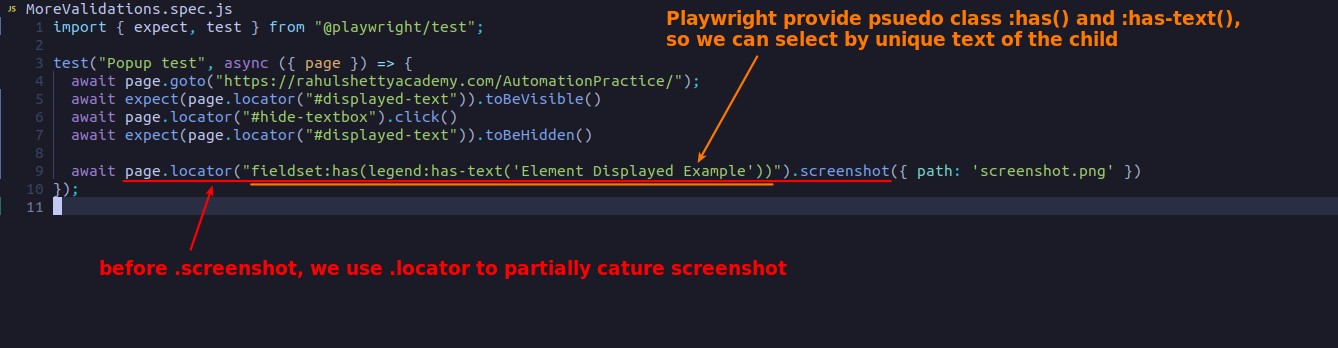 JS MoreValidations.spec.js
Playwright provide psuedo class :has() and :has-text(),
so we can select by unique text of the child
1 import { expect, test } from "@playwright/test";
2
3 test("Popup test", async ({ page }) => {
4 await page.goto("https://rahulshettyacademy.com/AutomationPractice/");
5 await expect(page.locator("#displayed-text")).toBeVisible()
6 await page.locator("#hide-textbox").click()
7 await expect(page.locator("#displayed-text")).toBeHidden()
8
9 await page.locator("fieldset:has(legend:has-text('Element Displayed Example'))").screenshot({ path: 'screenshot.png' })
10 });
11
before .screenshot, we use .locator to partially cature screenshot